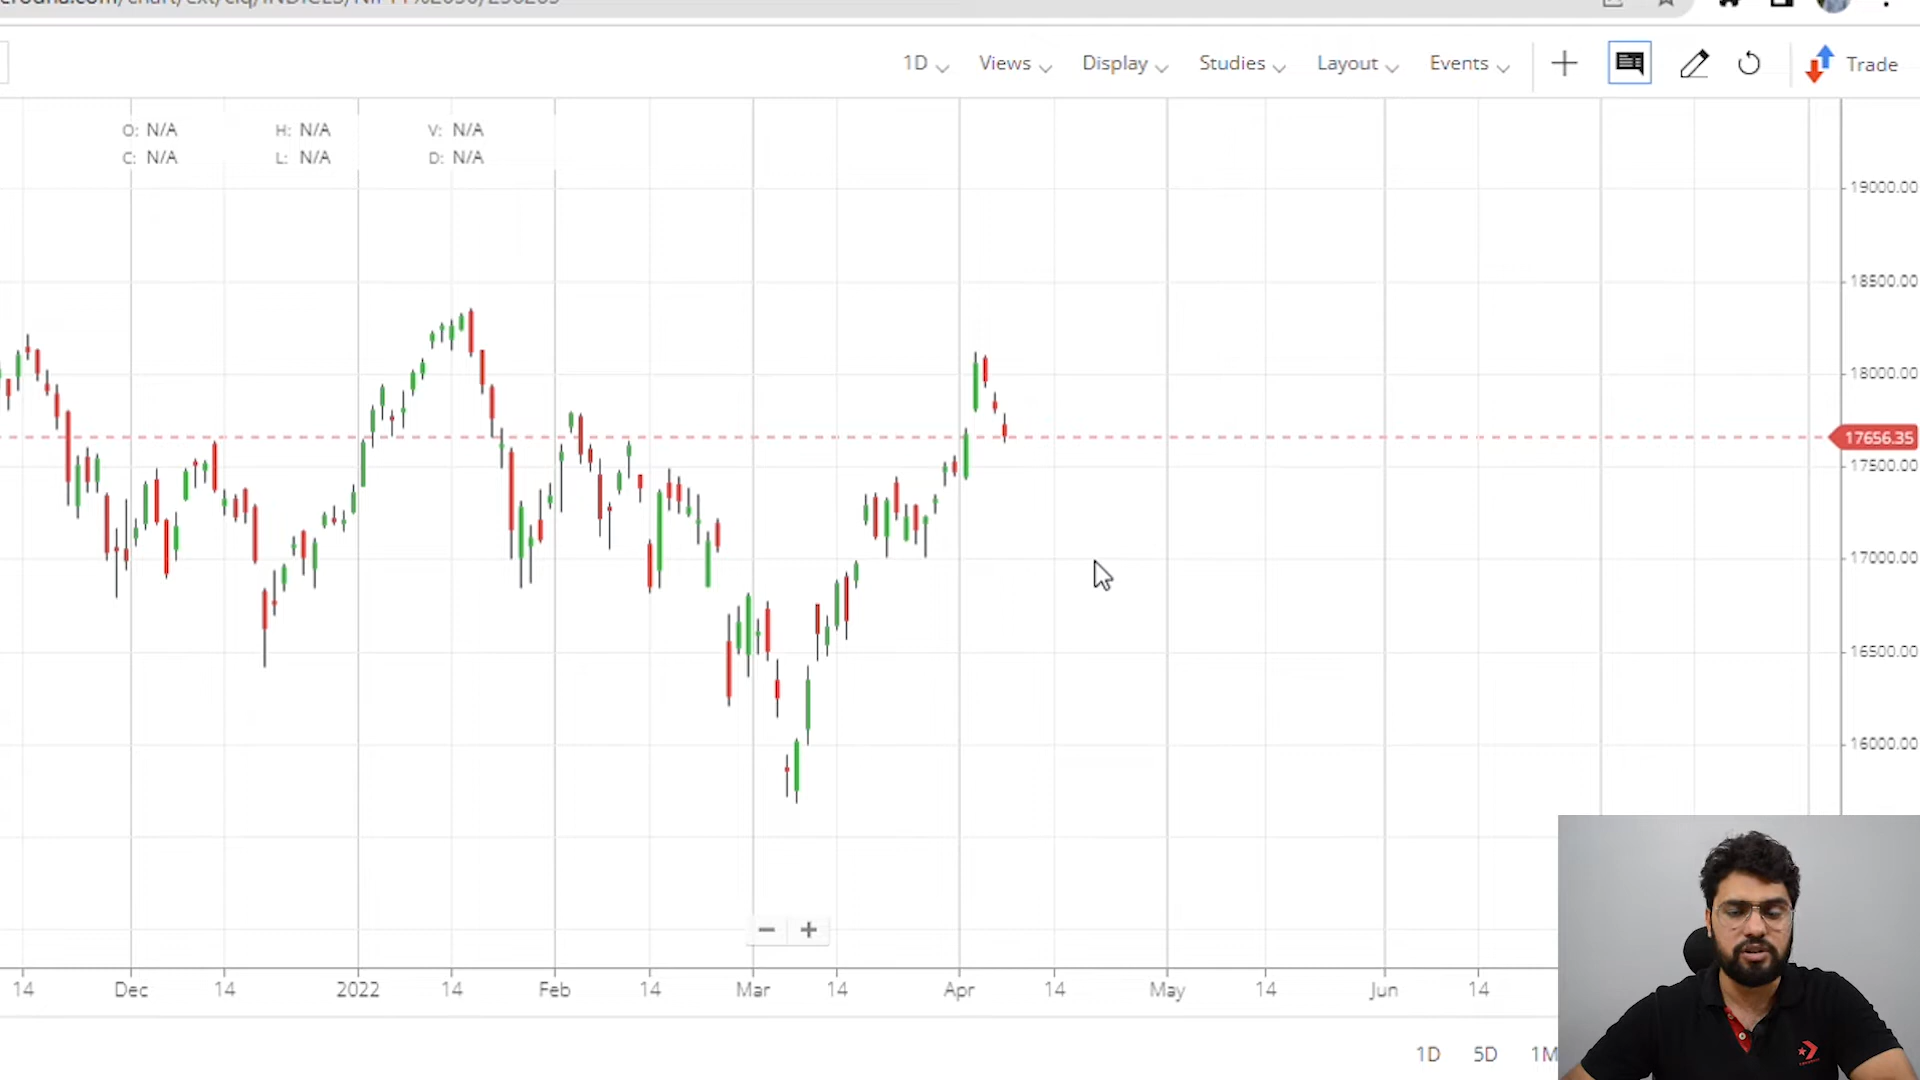 1D Views Display Studies Layout Events Trade
O: N/A H: N/A V: N/A
C: N/A L: N/A D: N/A
19000.00
18500.00
18000.00
17656.35
17500.00
17000.00
16500.00
16000.00
14 Dec 14 2022 14 Feb 14 Mar 14 Apr 14 May 14 Jun 14
1D 5D 1M